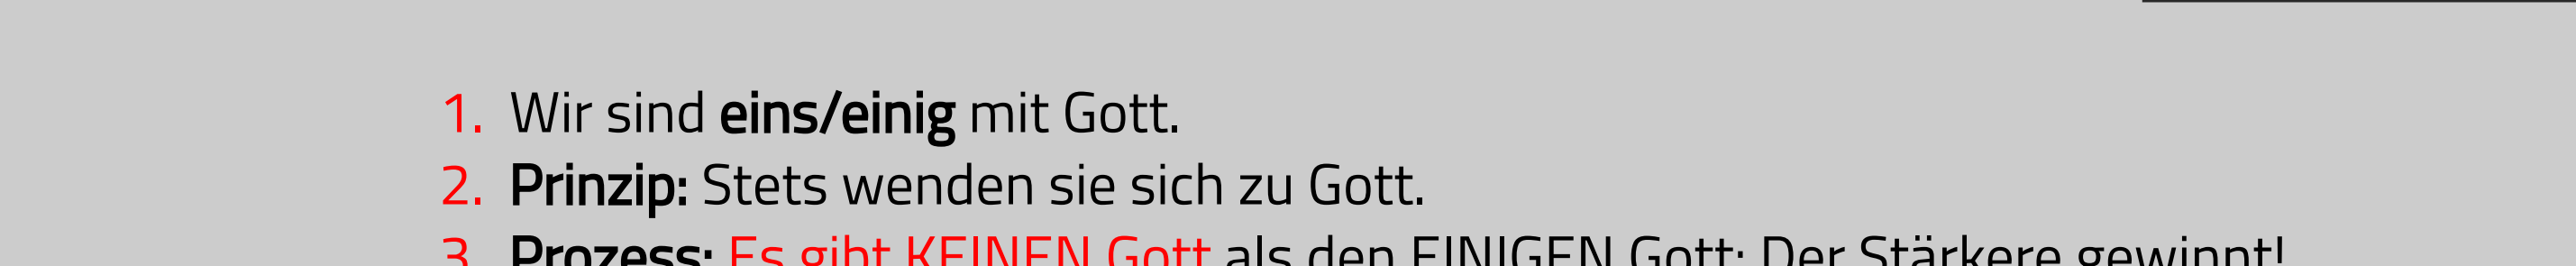 1. Wir sind eins/einig mit Gott.
2. Prinzip: Stets wenden sie sich zu Gott.
3. Prozess: Es gibt KEINEN Gott als den EINIGEN Gott: Der Stärkere gewinnt!